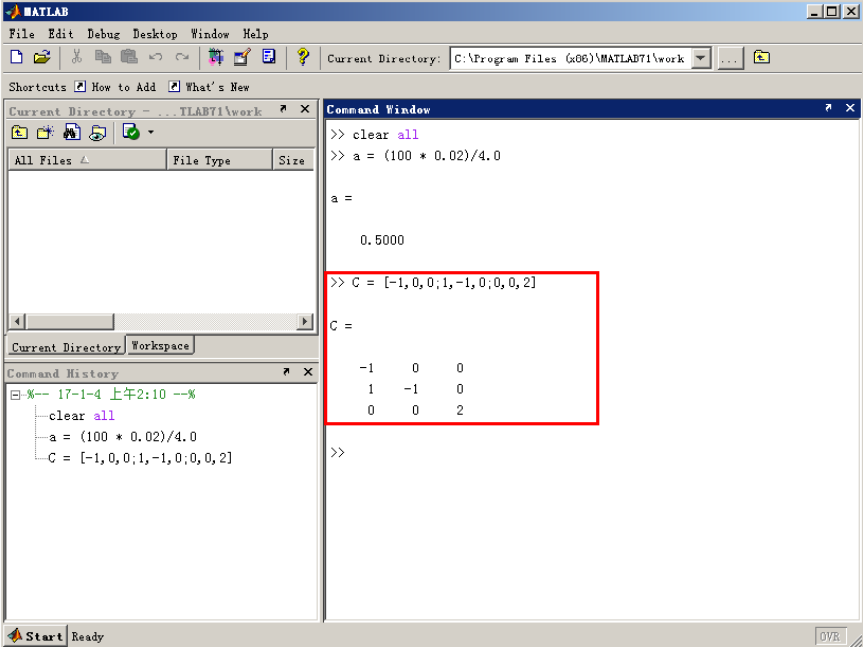 MATLAB
File Edit Debug Desktop Window Help
Current Directory: C:\Program Files (x86)\MATLAB71\work ...
Shortcuts How to Add What's New
Current Directory - ...TLAB71\work
All Files File Type Size
Current Directory Workspace
Command History
%-- 17-1-4 上午2:10 --%
clear all
a = (100 * 0.02)/4.0
C = [-1,0,0;1,-1,0;0,0,2]
Command Window
>> clear all
>> a = (100 * 0.02)/4.0
a =
0.5000
>> C = [-1,0,0;1,-1,0;0,0,2]
C =
-1 0 0
1 -1 0
0 0 2
>>
Start Ready
OVR